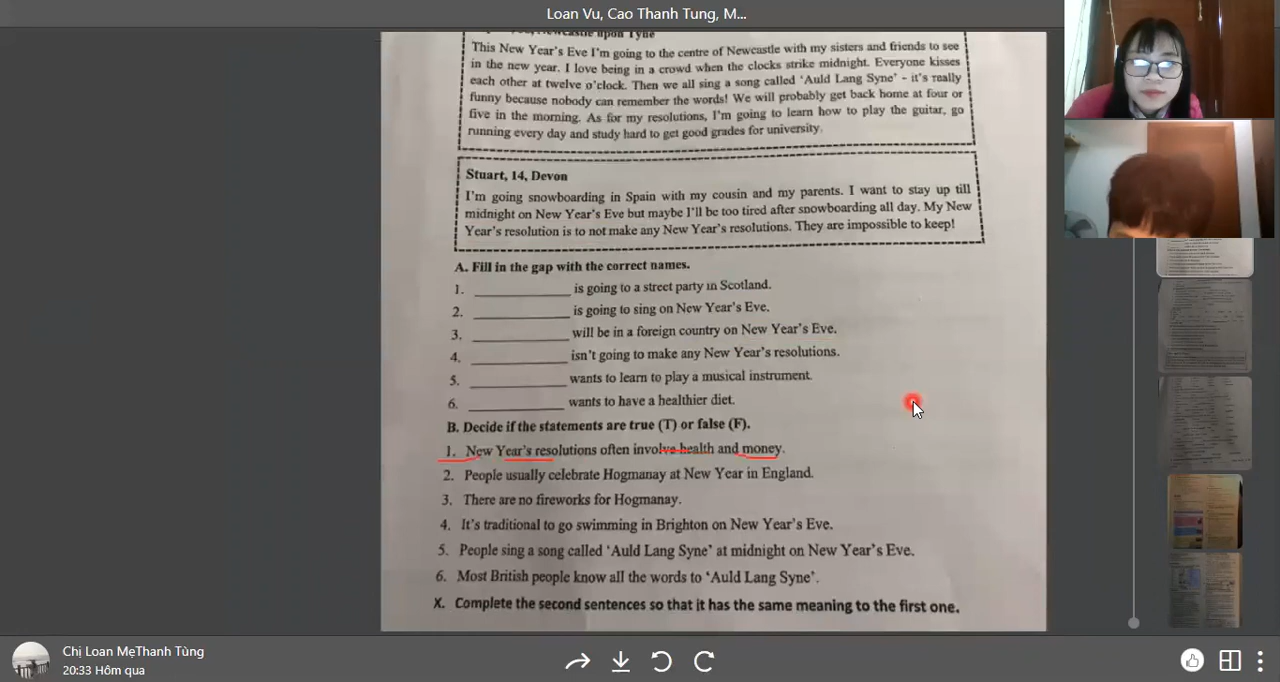 Loan Vu, Cao Thanh Tung, M...
upon Tyne
This New Year's Eve I'm going to the centre of Newcastle with my sisters and friends to see
in the new year. I love being in a crowd when the clocks strike midnight. Everyone kisses
each other at twelve o'clock. Then we all sing a song called ‘Auld Lang Syne’ - it's really
funny because nobody can remember the words! We will probably get back home at four or
five in the morning. As for my resolutions, I'm going to learn how to play the guitar, go
running every day and study hard to get good grades for university.
Stuart, 14, Devon
I'm going snowboarding in Spain with my cousin and my parents. I want to stay up till
midnight on New Year's Eve but maybe I'll be too tired after snowboarding all day. My New
Year's resolution is to not make any New Year's resolutions. They are impossible to keep!
A. Fill in the gap with the correct names.
1. __________ is going to a street party in Scotland.
2. __________ is going to sing on New Year's Eve.
3. __________ will be in a foreign country on New Year's Eve.
4. __________ isn't going to make any New Year's resolutions.
5. __________ wants to learn to play a musical instrument.
6. __________ wants to have a healthier diet.
B. Decide if the statements are true (T) or false (F).
1. New Year's resolutions often involve health and money.
2. People usually celebrate Hogmanay at New Year in England.
3. There are no fireworks for Hogmanay.
4. It's traditional to go swimming in Brighton on New Year's Eve.
5. People sing a song called ‘Auld Lang Syne’ at midnight on New Year's Eve.
6. Most British people know all the words to ‘Auld Lang Syne’.
X. Complete the second sentences so that it has the same meaning to the first one.
Chị Loan MẹThanh Tùng
20:33 Hôm qua